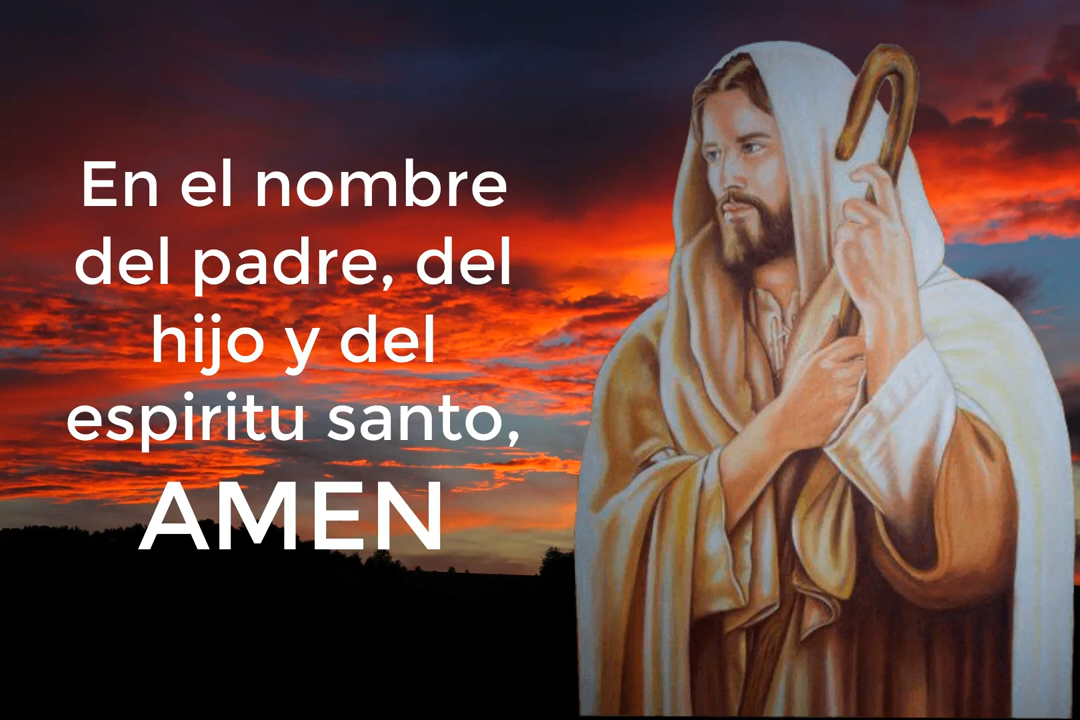 En el nombre
del padre, del
hijo y del
espiritu santo,
AMEN